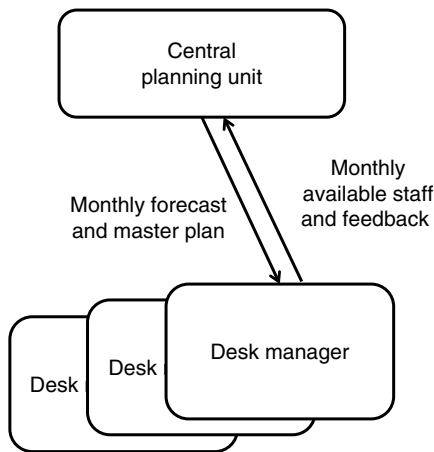 Central
planning unit
Monthly
available staff
and feedback
Monthly forecast
and master plan
Desk manager
Desk
Desk